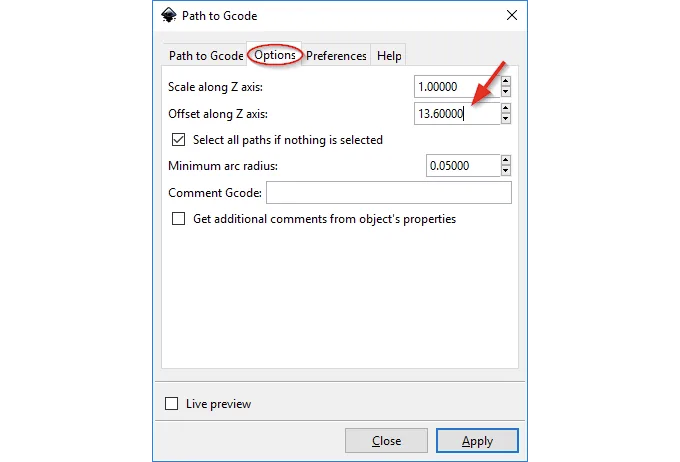 Path to Gcode
Path to Gcode Options Preferences Help
Scale along Z axis: 1.00000
Offset along Z axis: 13.60000
Select all paths if nothing is selected
Minimum arc radius: 0.05000
Comment Gcode:
Get additional comments from object's properties
Live preview
Close Apply